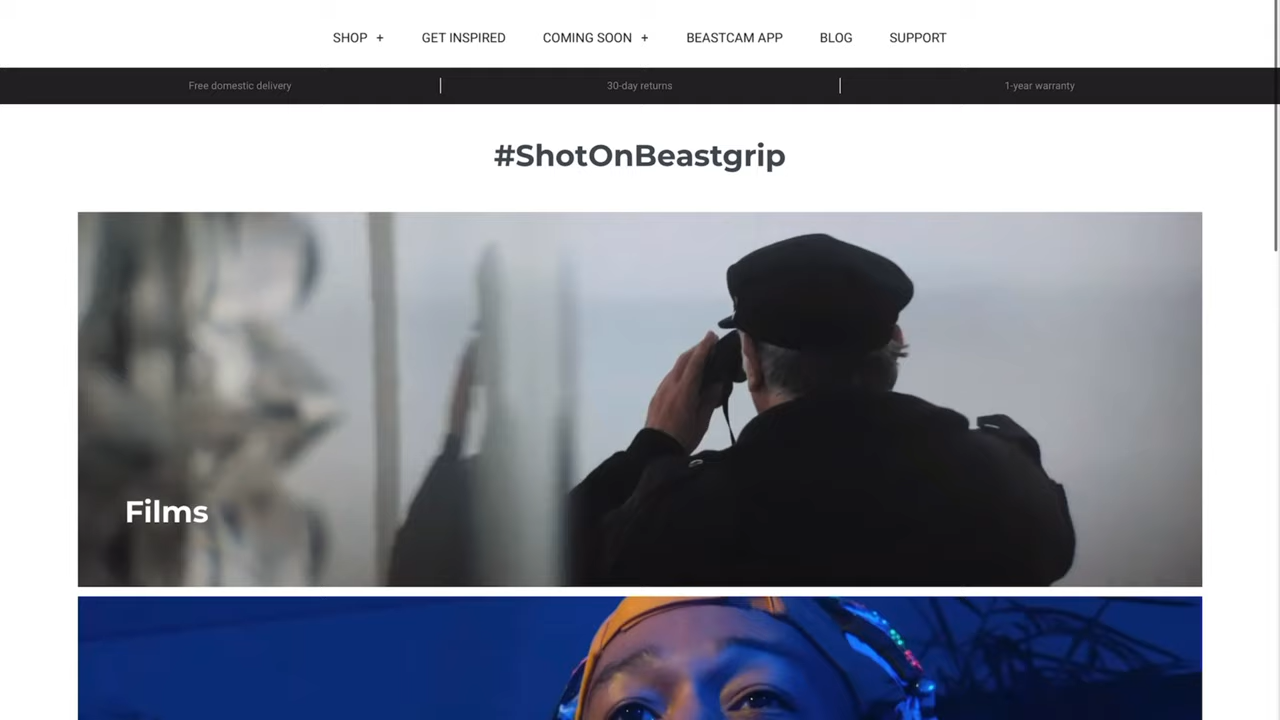 SHOP + GET INSPIRED COMING SOON + BEASTCAM APP BLOG SUPPORT
Free domestic delivery | 30-day returns | 1-year warranty
#ShotOnBeastgrip
Films